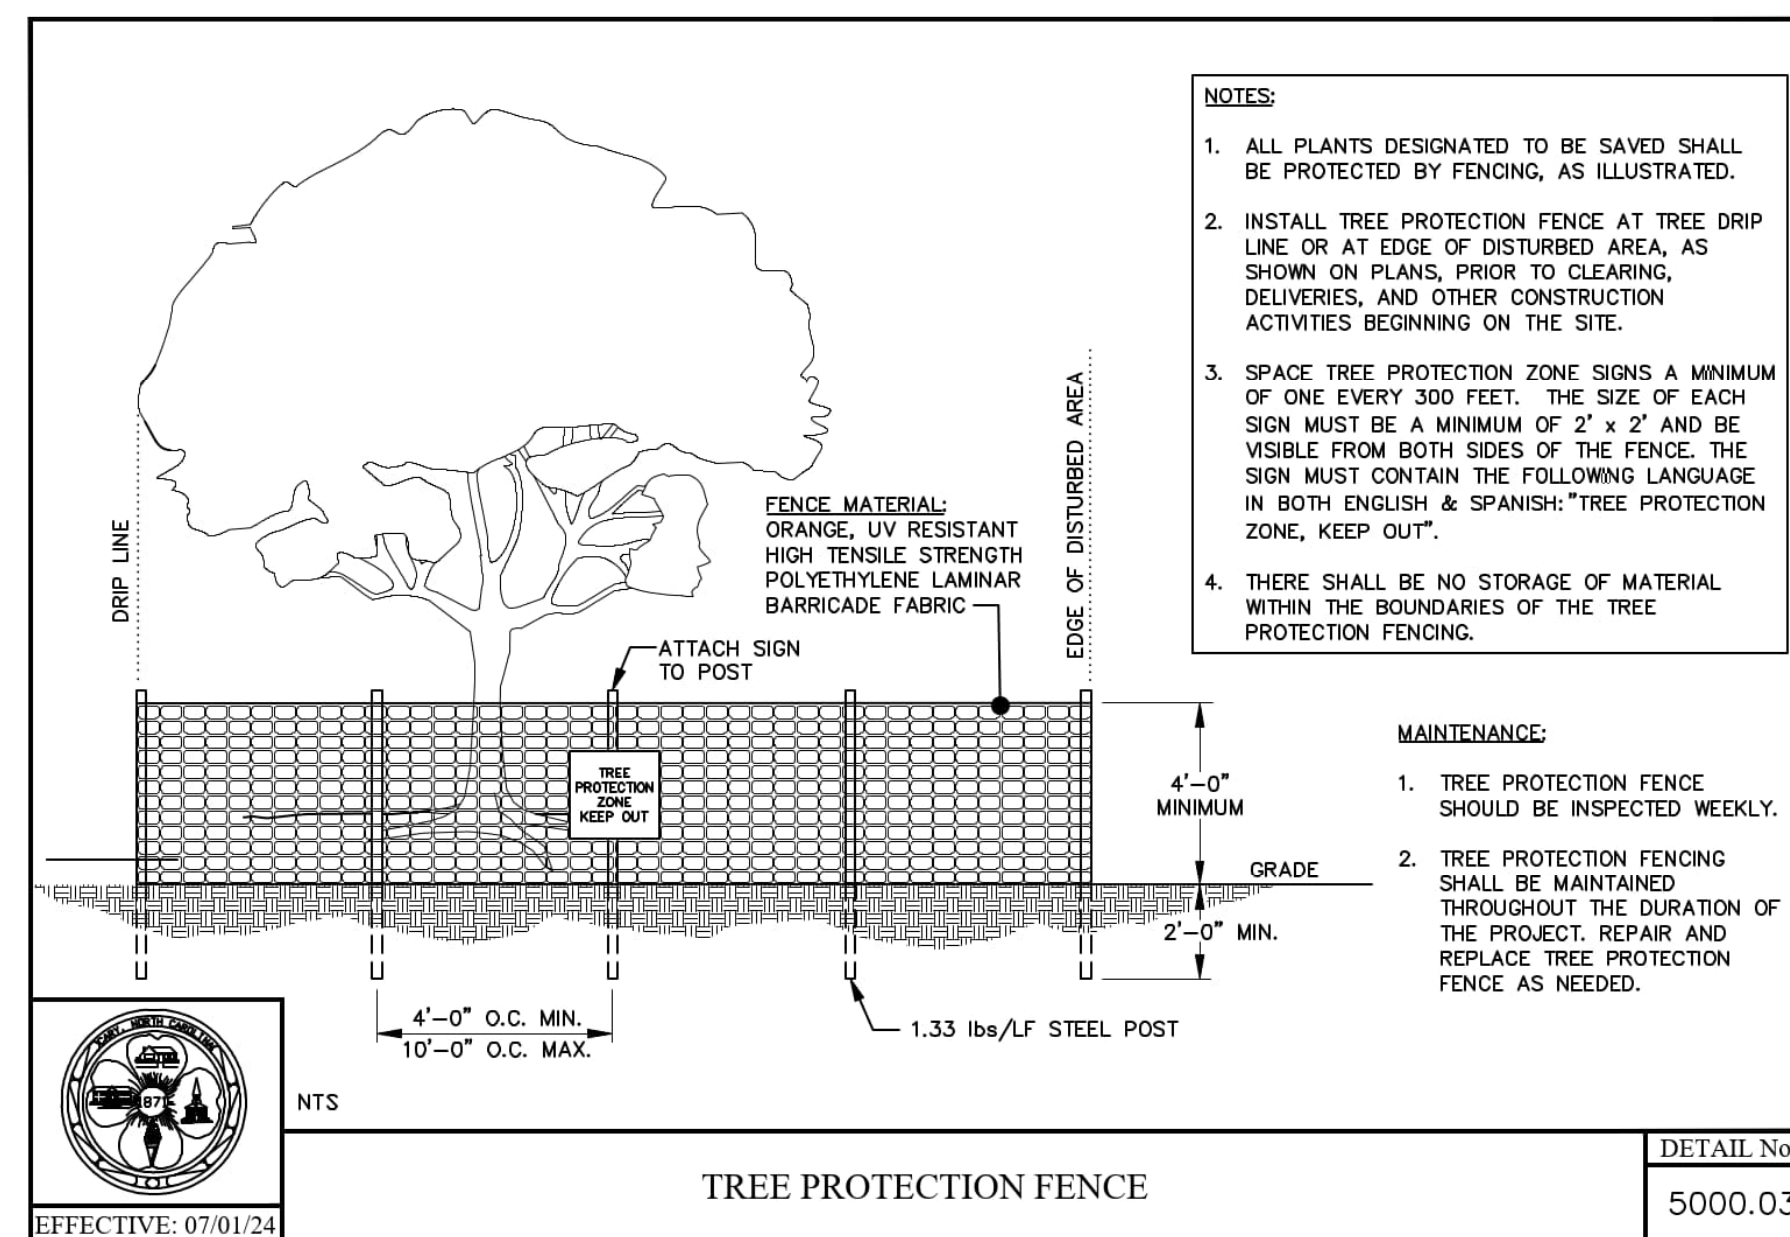 NOTES:
1. ALL PLANTS DESIGNATED TO BE SAVED SHALL
BE PROTECTED BY FENCING, AS ILLUSTRATED.
2. INSTALL TREE PROTECTION FENCE AT TREE DRIP
LINE OR AT EDGE OF DISTURBED AREA, AS
SHOWN ON PLANS, PRIOR TO CLEARING,
DELIVERIES, AND OTHER CONSTRUCTION
ACTIVITIES BEGINNING ON THE SITE.
3. SPACE TREE PROTECTION ZONE SIGNS A MINIMUM
OF ONE EVERY 300 FEET. THE SIZE OF EACH
SIGN MUST BE A MINIMUM OF 2' x 2' AND BE
VISIBLE FROM BOTH SIDES OF THE FENCE. THE
SIGN MUST CONTAIN THE FOLLOWING LANGUAGE
IN BOTH ENGLISH & SPANISH: "TREE PROTECTION
ZONE, KEEP OUT".
4. THERE SHALL BE NO STORAGE OF MATERIAL
WITHIN THE BOUNDARIES OF THE TREE
PROTECTION FENCING.
DRIP LINE
FENCE MATERIAL:
ORANGE, UV RESISTANT
HIGH TENSILE STRENGTH
POLYETHYLENE LAMINAR
BARRICADE FABRIC
EDGE OF DISTURBED AREA
ATTACH SIGN
TO POST
TREE
PROTECTION
ZONE
KEEP OUT
4'-0"
MINIMUM
GRADE
2'-0" MIN.
MAINTENANCE:
1. TREE PROTECTION FENCE
SHOULD BE INSPECTED WEEKLY.
2. TREE PROTECTION FENCING
SHALL BE MAINTAINED
THROUGHOUT THE DURATION OF
THE PROJECT. REPAIR AND
REPLACE TREE PROTECTION
FENCE AS NEEDED.
4'-0" O.C. MIN.
10'-0" O.C. MAX.
1.33 lbs/LF STEEL POST
CARY, NORTH CAROLINA
1871
NTS
EFFECTIVE: 07/01/24
TREE PROTECTION FENCE
DETAIL No
5000.03